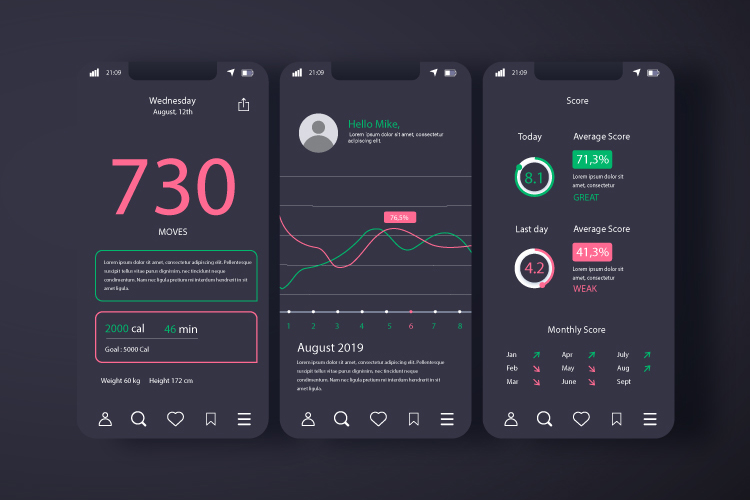 21:09
Wednesday
August, 12th
730
MOVES
Lorem ipsum dolor sit amet, consectetur adipiscing elit. Pellentesque
suscipit tellus vitae purus dignissim, nec tincidunt neque
condimentum. Nam nec ligula pretium mi interdum hendrerit in sit
amet ligula.
2000 cal 46 min
Goal : 5000 Cal
Weight 60 kg Height 172 cm
21:09
Hello Mike,
Lorem ipsum dolor sit amet, consectetur
adipiscing elit.
76,5%
1 2 3 4 5 6 7 8
August 2019
Lorem ipsum dolor sit amet, consectetur adipiscing elit. Pellentesque
suscipit tellus vitae purus dignissim, nec tincidunt neque
condimentum. Nam nec ligula pretium mi interdum hendrerit in sit
amet ligula.
21:09
Score
Today Average Score
8.1 71,3%
Lorem ipsum dolor sit
amet, consectetur
GREAT
Last day Average Score
4.2 41,3%
Lorem ipsum dolor sit
amet, consectetur
WEAK
Monthly Score
Jan Apr July
Feb May Aug
Mar June Sept